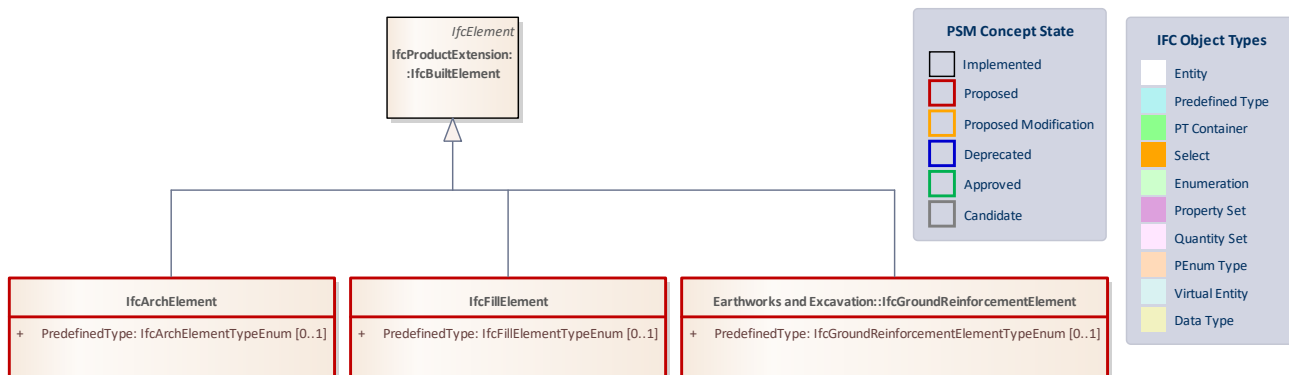 IfcElement
IfcProductExtension:
:IfcBuiltElement
PSM Concept State
Implemented
Proposed
Proposed Modification
Deprecated
Approved
Candidate
IFC Object Types
Entity
Predefined Type
PT Container
Select
Enumeration
Property Set
Quantity Set
PEnum Type
Virtual Entity
Data Type
IfcArchElement
+ PredefinedType: IfcArchElementTypeEnum [0..1]
IfcFillElement
+ PredefinedType: IfcFillElementTypeEnum [0..1]
Earthworks and Excavation::IfcGroundReinforcementElement
+ PredefinedType: IfcGroundReinforcementElementTypeEnum [0..1]